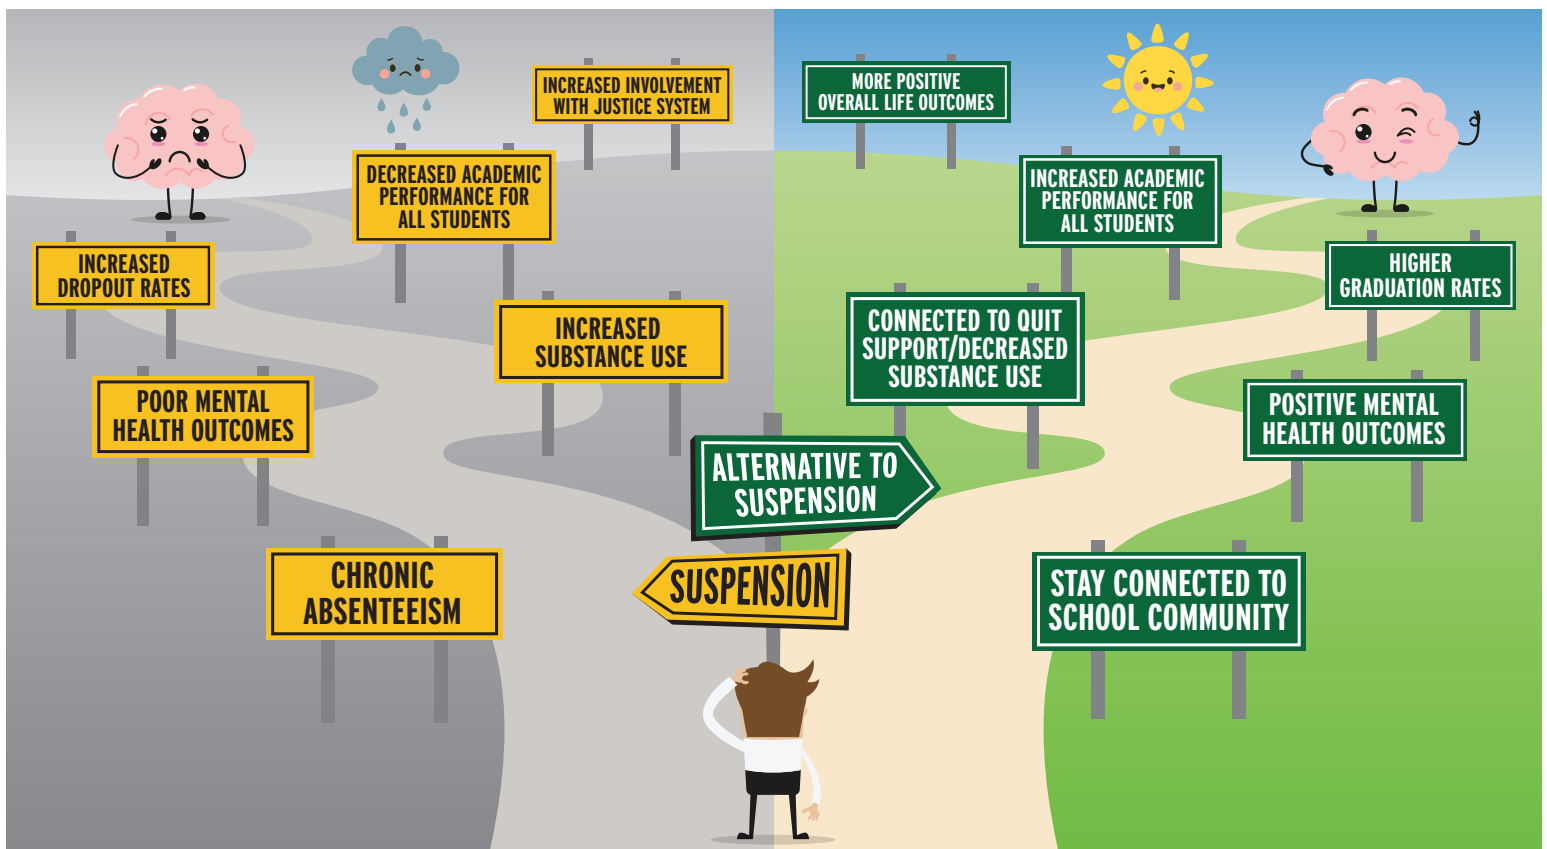 INCREASED INVOLVEMENT
WITH JUSTICE SYSTEM
DECREASED ACADEMIC
PERFORMANCE FOR
ALL STUDENTS
INCREASED
DROPOUT RATES
INCREASED
SUBSTANCE USE
POOR MENTAL
HEALTH OUTCOMES
CHRONIC
ABSENTEEISM
SUSPENSION
ALTERNATIVE TO
SUSPENSION
MORE POSITIVE
OVERALL LIFE OUTCOMES
INCREASED ACADEMIC
PERFORMANCE FOR
ALL STUDENTS
HIGHER
GRADUATION RATES
CONNECTED TO QUIT
SUPPORT/DECREASED
SUBSTANCE USE
POSITIVE MENTAL
HEALTH OUTCOMES
STAY CONNECTED TO
SCHOOL COMMUNITY